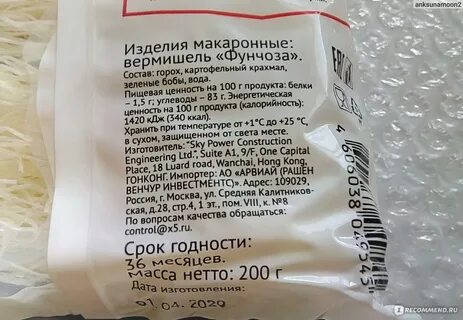 anksunamoon2
Изделия макаронные:
вермишель «Фунчоза».
Состав: горох, картофельный крахмал,
зеленые бобы, вода.
Пищевая ценность на 100 г продукта: белки
– 1,5 г; углеводы – 83 г. Энергетическая
ценность на 100 г продукта (калорийность):
1420 кДж (340 ккал).
Хранить при температуре от +1°С до +25 °С,
в сухом, защищенном от света месте.
Изготовитель: "Sky Power Construction
Engineering Ltd.", Suite A1, 9/F, One Capital
Place, 18 Luard road, Wanchai, Hong Kong,
ГОНКОНГ. Импортер: АО «АРВИАЙ (РАШЕН
ВЕНЧУР ИНВЕСТМЕНТС)». Адрес: 109029,
Россия, г. Москва, ул. Средняя Калитников-
ская, д.28, стр.4, 1 эт., пом. VIII, к. №8
По вопросам качества обращаться:
control@x5.ru.
Срок годности:
36 месяцев.
масса нетто: 200 г
Дата изготовления:
01.04.2020
EAC
IRECOMMEND.RU